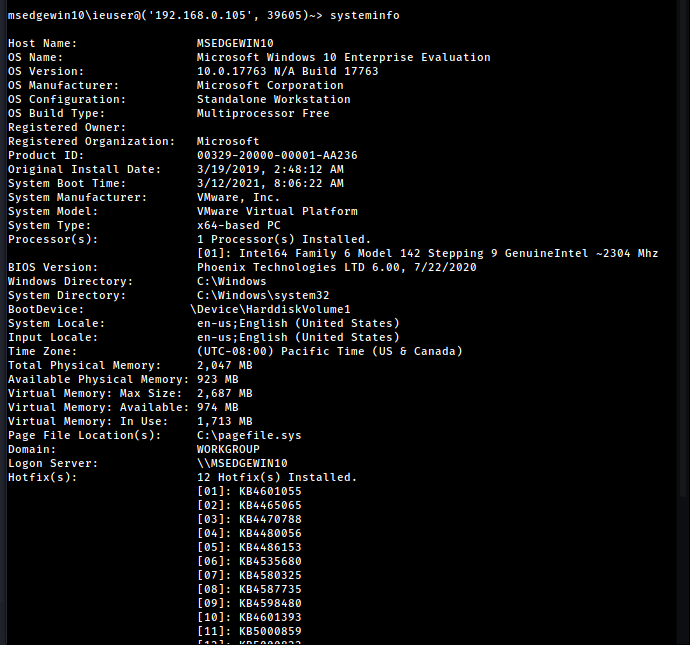 msedgewin10\ieuser@('192.168.0.105', 39605)~> systeminfo
Host Name: MSEDGEWIN10
OS Name: Microsoft Windows 10 Enterprise Evaluation
OS Version: 10.0.17763 N/A Build 17763
OS Manufacturer: Microsoft Corporation
OS Configuration: Standalone Workstation
OS Build Type: Multiprocessor Free
Registered Owner:
Registered Organization: Microsoft
Product ID: 00329-20000-00001-AA236
Original Install Date: 3/19/2019, 2:48:12 AM
System Boot Time: 3/12/2021, 8:06:22 AM
System Manufacturer: VMware, Inc.
System Model: VMware Virtual Platform
System Type: x64-based PC
Processor(s): 1 Processor(s) Installed.
[01]: Intel64 Family 6 Model 142 Stepping 9 GenuineIntel ~2304 Mhz
BIOS Version: Phoenix Technologies LTD 6.00, 7/22/2020
Windows Directory: C:\Windows
System Directory: C:\Windows\system32
BootDevice: \Device\HarddiskVolume1
System Locale: en-us;English (United States)
Input Locale: en-us;English (United States)
Time Zone: (UTC-08:00) Pacific Time (US & Canada)
Total Physical Memory: 2,047 MB
Available Physical Memory: 923 MB
Virtual Memory: Max Size: 2,687 MB
Virtual Memory: Available: 974 MB
Virtual Memory: In Use: 1,713 MB
Page File Location(s): C:\pagefile.sys
Domain: WORKGROUP
Logon Server: \\MSEDGEWIN10
Hotfix(s): 12 Hotfix(s) Installed.
[01]: KB4601055
[02]: KB4465065
[03]: KB4470788
[04]: KB4480056
[05]: KB4486153
[06]: KB4535680
[07]: KB4580325
[08]: KB4587735
[09]: KB4598480
[10]: KB4601393
[11]: KB5000859